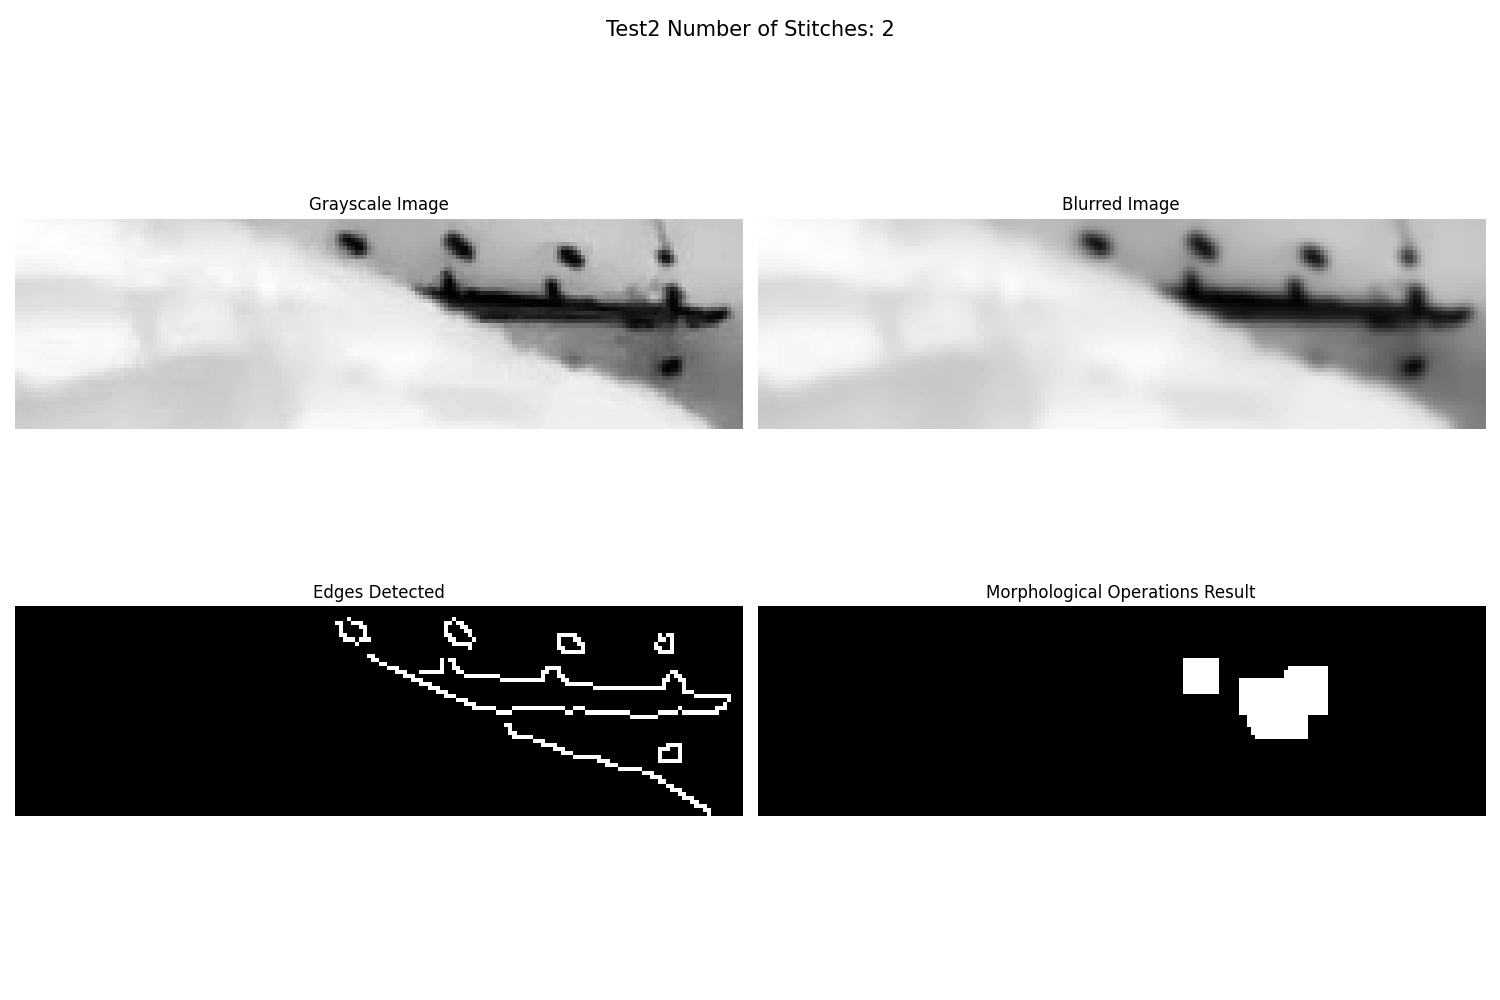 Test2 Number of Stitches: 2
Grayscale Image
Blurred Image
Edges Detected
Morphological Operations Result